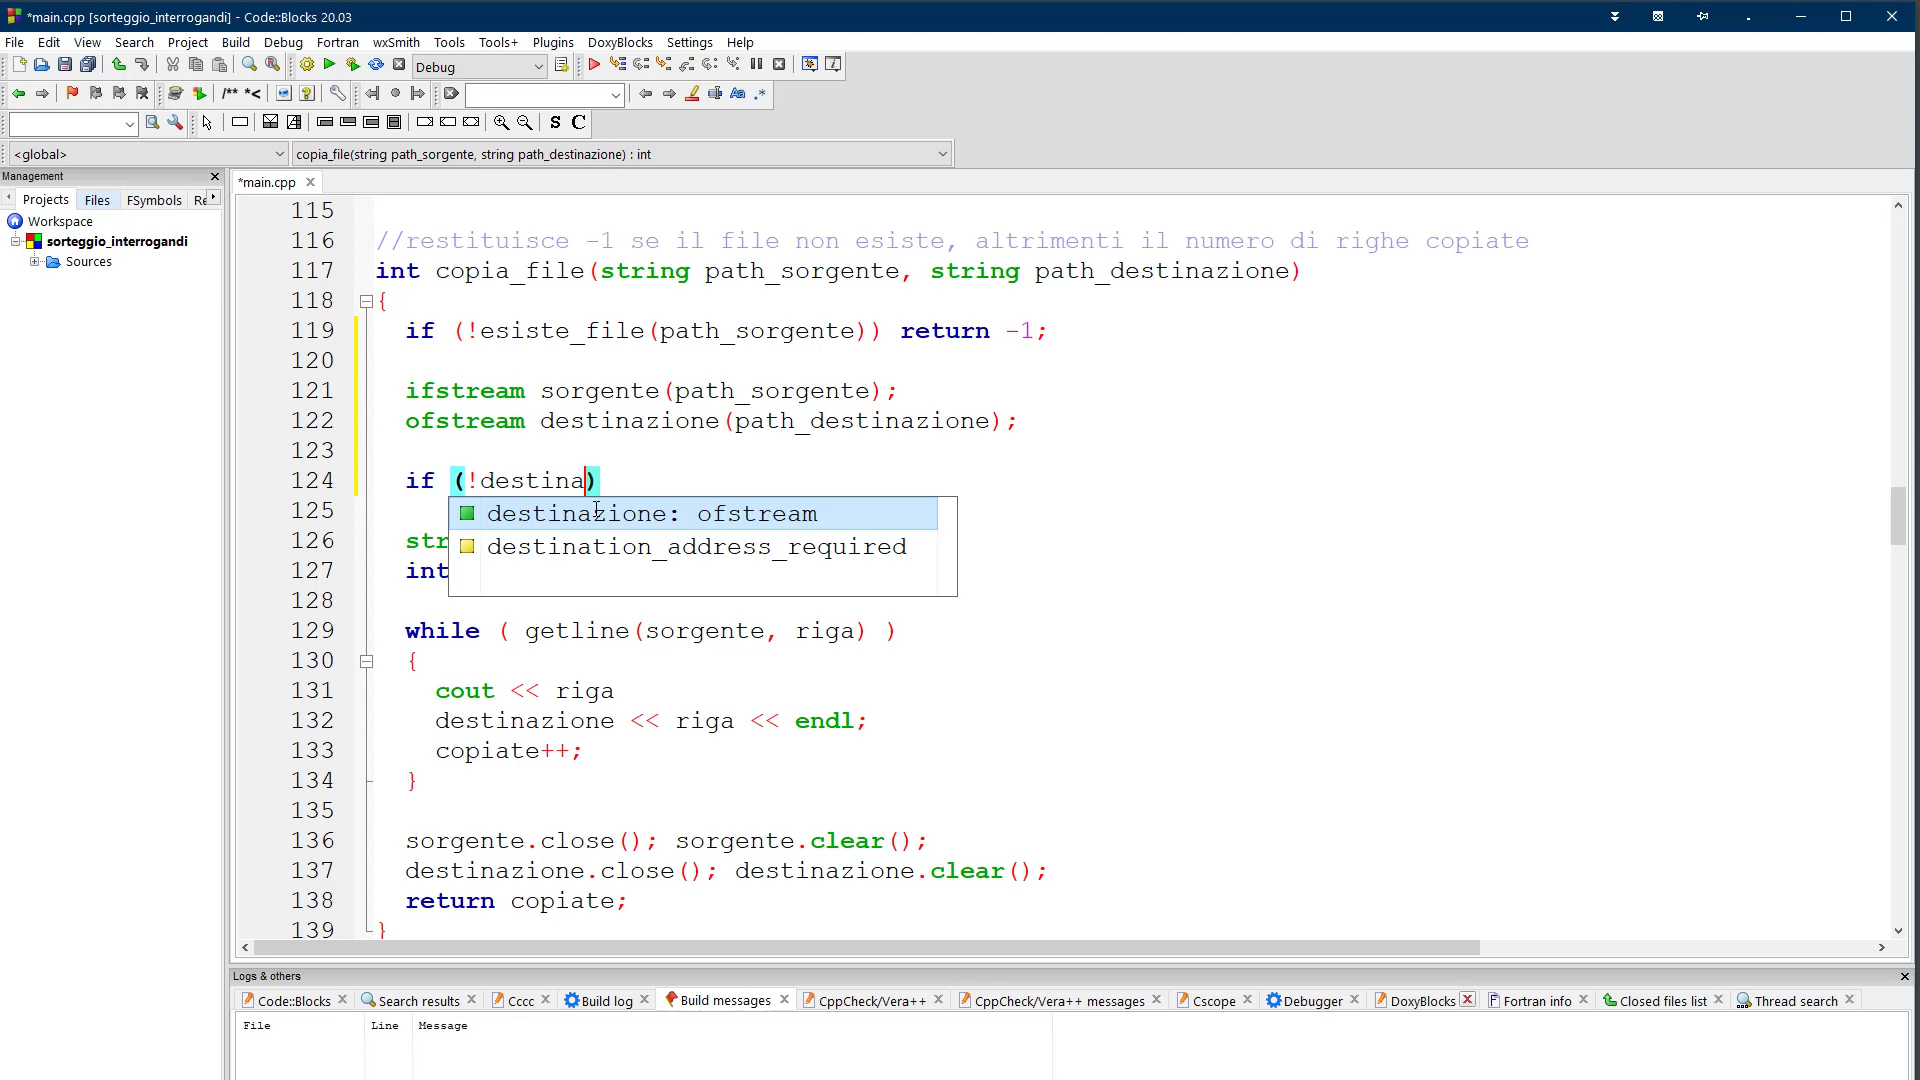 *main.cpp [sorteggio_interrogandi] - Code::Blocks 20.03
File Edit View Search Project Build Debug Fortran wxSmith Tools Tools+ Plugins DoxyBlocks Settings Help
Debug
/** *<
Aa .*
S C
<global> copia_file(string path_sorgente, string path_destinazione) : int
Management
*main.cpp
Projects Files FSymbols Re
Workspace
sorteggio_interrogandi
Sources
115
116 //restituisce -1 se il file non esiste, altrimenti il numero di righe copiate
117 int copia_file(string path_sorgente, string path_destinazione)
118 {
119 if (!esiste_file(path_sorgente)) return -1;
120
121 ifstream sorgente(path_sorgente);
122 ofstream destinazione(path_destinazione);
123
124 if (!destina)
125 destinazione: ofstream
126 str destination_address_required
127 int
128
129 while ( getline(sorgente, riga) )
130 {
131 cout << riga
132 destinazione << riga << endl;
133 copiate++;
134 }
135
136 sorgente.close(); sorgente.clear();
137 destinazione.close(); destinazione.clear();
138 return copiate;
139 }
Logs & others
Code::Blocks Search results Cccc Build log Build messages CppCheck/Vera++ CppCheck/Vera++ messages Cscope Debugger DoxyBlocks Fortran info Closed files list Thread search
File Line Message